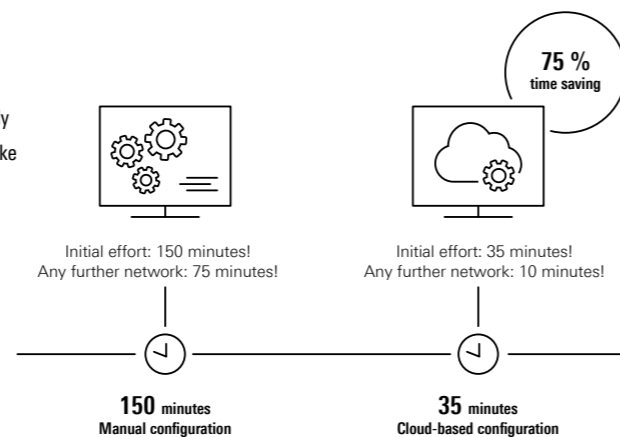 75 %
time saving
y
ke
Initial effort: 150 minutes!
Any further network: 75 minutes!
Initial effort: 35 minutes!
Any further network: 10 minutes!
150 minutes
Manual configuration
35 minutes
Cloud-based configuration